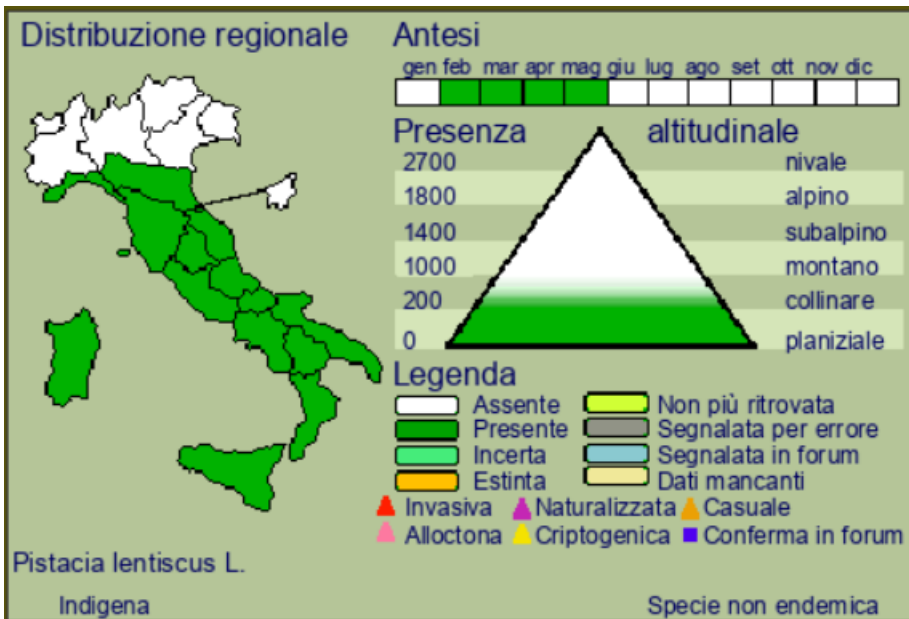 Distribuzione regionale
Antesi
gen feb mar apr mag giu lug ago set ott nov dic
Presenza altitudinale
2700 nivale
1800 alpino
1400 subalpino
1000 montano
200 collinare
0 planiziale
Legenda
Assente Non più ritrovata
Presente Segnalata per errore
Incerta Segnalata in forum
Estinta Dati mancanti
Invasiva Naturalizzata Casuale
Alloctona Criptogenica Conferma in forum
Pistacia lentiscus L.
Indigena Specie non endemica